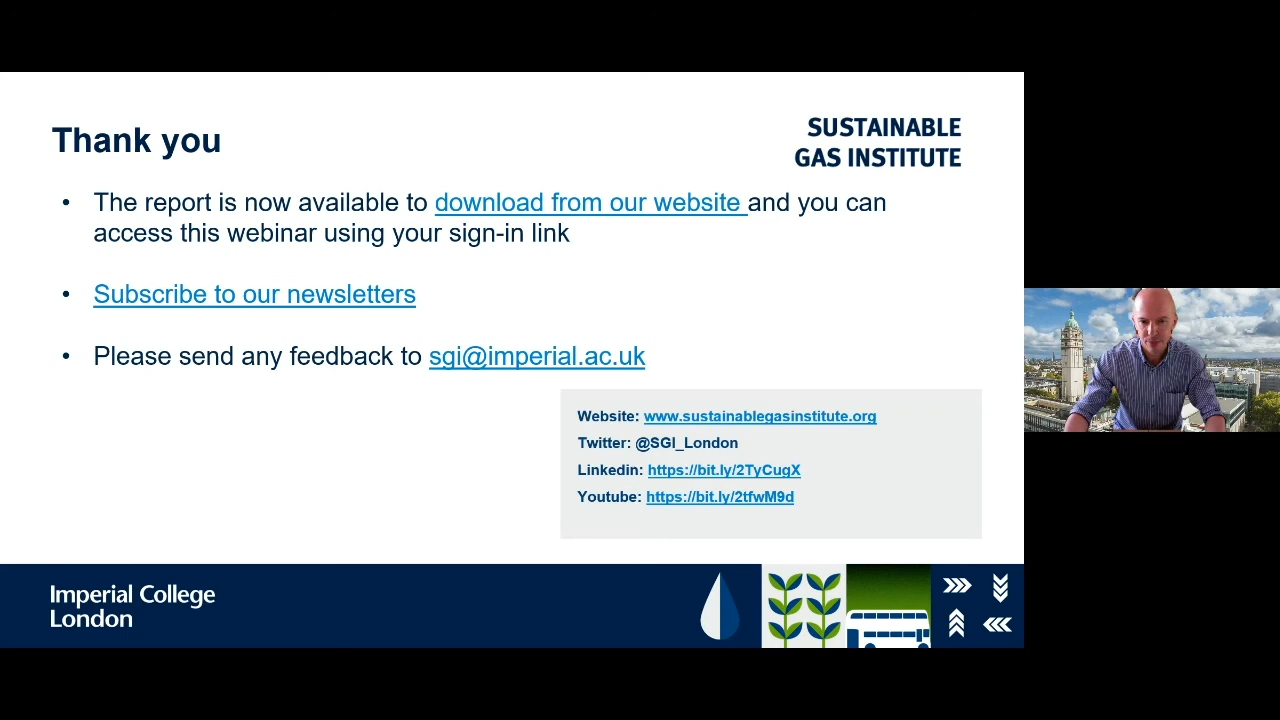 Thank you
SUSTAINABLE
GAS INSTITUTE
• The report is now available to download from our website and you can
access this webinar using your sign-in link
• Subscribe to our newsletters
• Please send any feedback to sgi@imperial.ac.uk
Website: www.sustainablegasinstitute.org
Twitter: @SGI_London
Linkedin: https://bit.ly/2TyCugX
Youtube: https://bit.ly/2tfwM9d
Imperial College
London